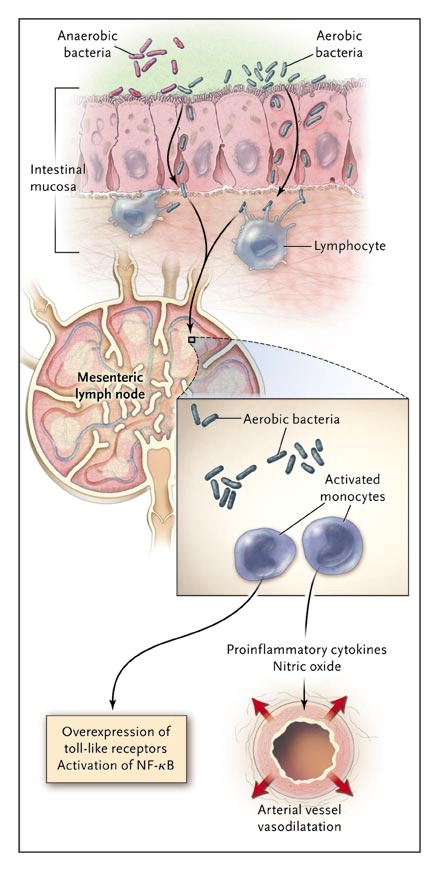 Anaerobic
bacteria
Aerobic
bacteria
Intestinal
mucosa
Lymphocyte
Mesenteric
lymph node
Aerobic bacteria
Activated
monocytes
Proinflammatory cytokines
Nitric oxide
Overexpression of
toll-like receptors
Activation of NF-κB
Arterial vessel
vasodilatation